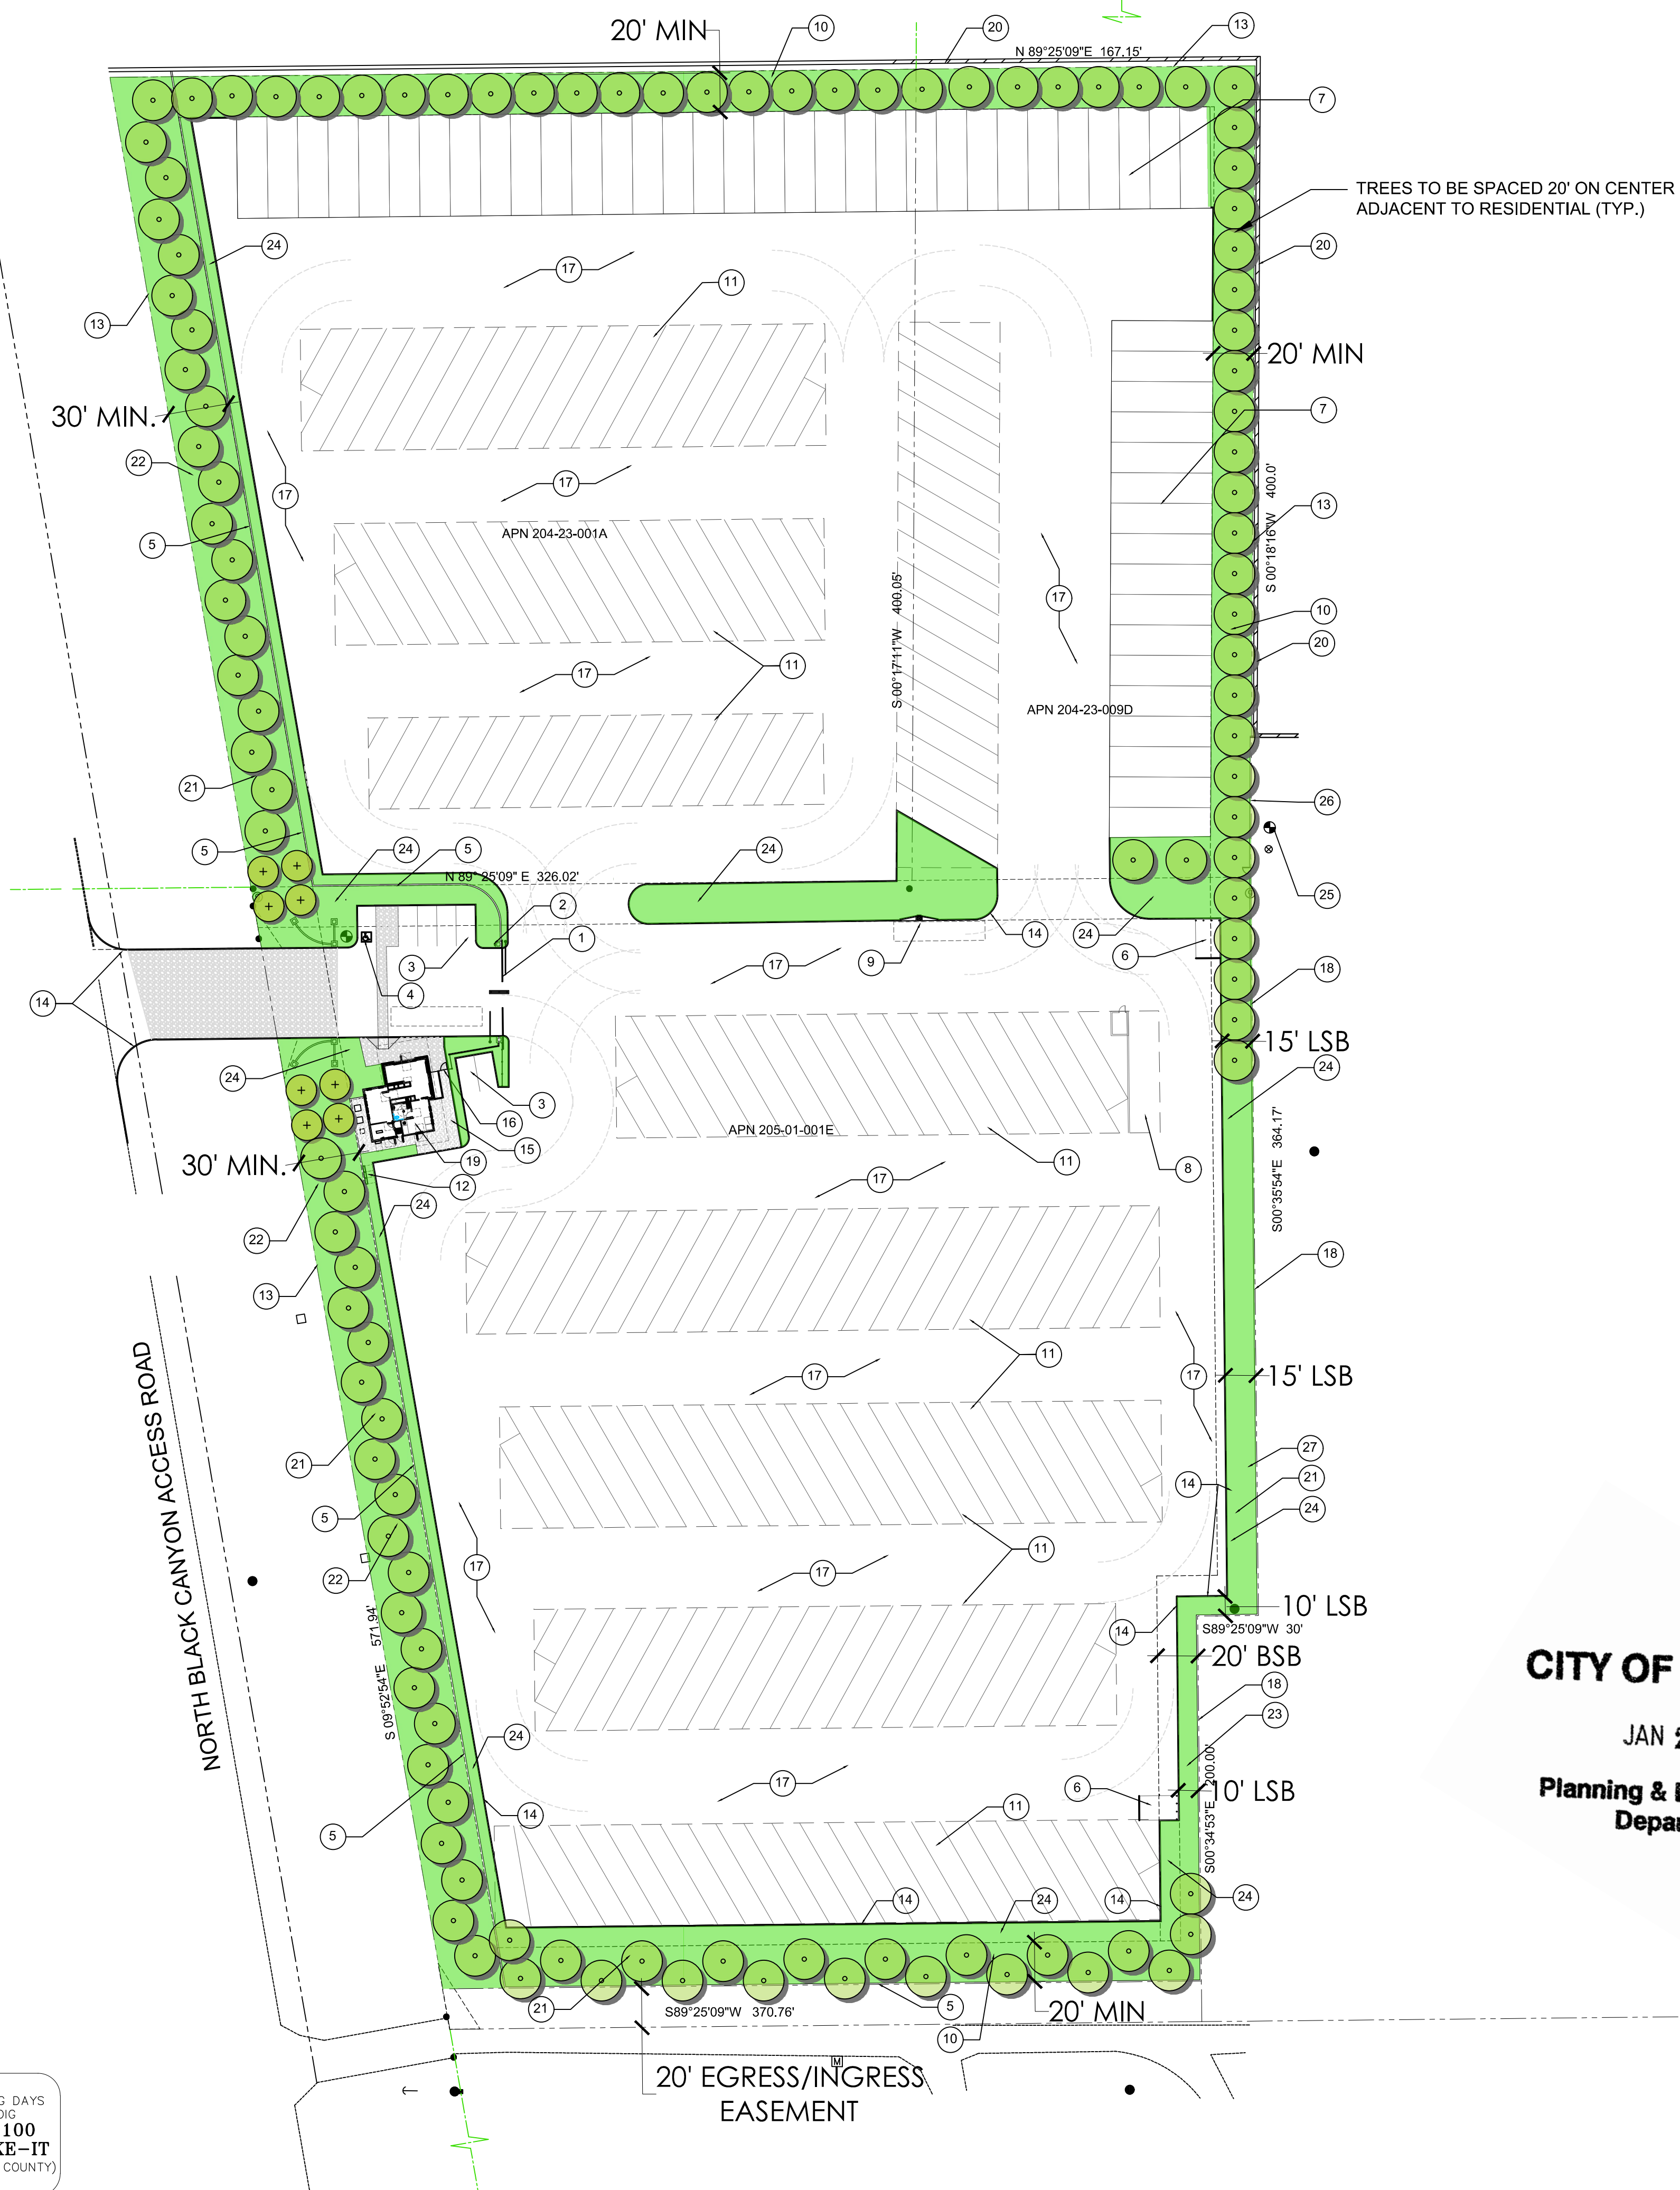 20' MIN
10
20
N 89°25'09"E 167.15'
13
7
TREES TO BE SPACED 20' ON CENTER
ADJACENT TO RESIDENTIAL (TYP.)
24
17
11
20
13
20' MIN
30' MIN.
7
22
17
17
S 00°18'16"W 400.0'
13
5
APN 204-23-001A
S 00°17'11"W 400.05'
17
10
20
17
11
APN 204-23-009D
21
26
5
24
5
24
N 89° 25'09" E 326.02'
25
2
14
24
1
17
9
6
3
4
18
14
15' LSB
24
24
3
16
APN 205-01-001E
S00°35'54"E 364.17'
15
11
8
30' MIN.
19
12
17
24
22
18
13
NORTH BLACK CANYON ACCESS ROAD
11
17
17
15' LSB
27
21
21
14
24
5
11
22
17
17
10' LSB
14
S89°25'09"W 30'
20' BSB
S 09°52'54"E 571.94'
18
23
CITY OF
24
JAN
17
6
10' LSB
S00°34'53"E 200.00'
Planning &
14
11
5
14
24
14
24
21
S89°25'09"W 370.76'
5
20' MIN
10
M
20' EGRESS/INGRESS
EASEMENT
DAYS
100
KE-IT
COUNTY)